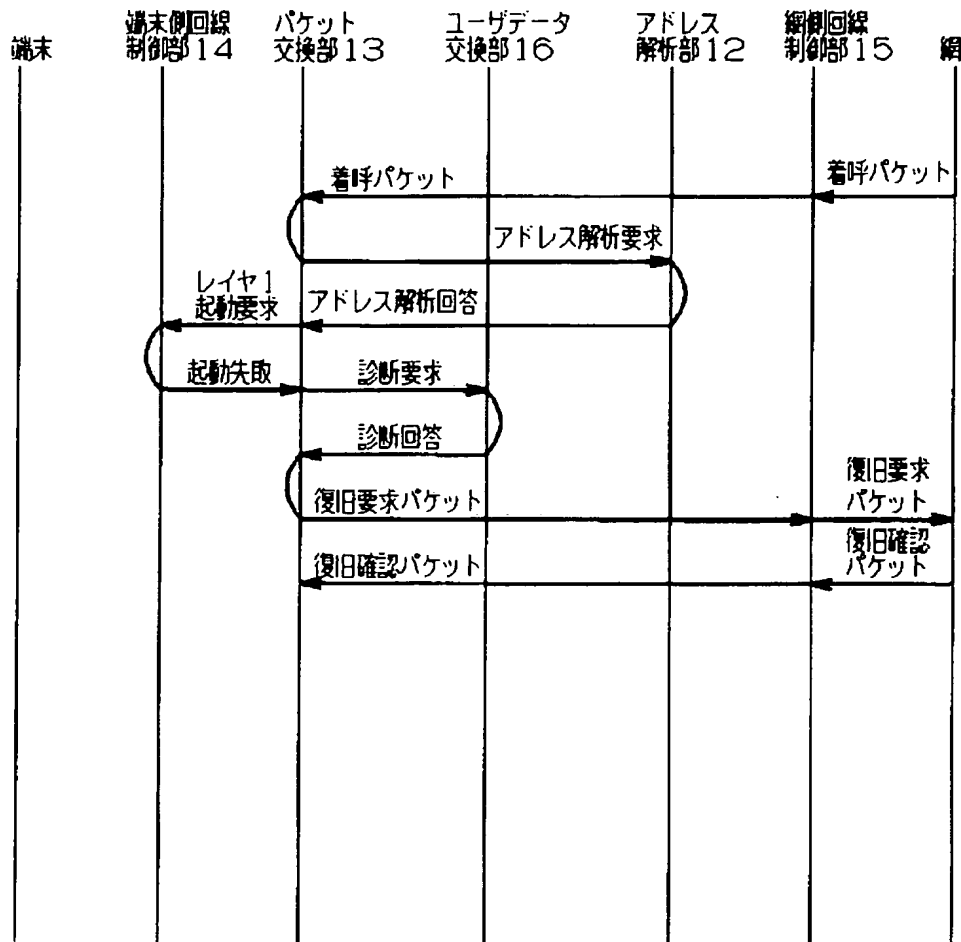 端末
端末側回線
制御部14
パケット
交換部13
ユーザデータ
交換部16
アドレス
解析部12
網側回線
制御部15
網
着呼パケット
着呼パケット
アドレス解析要求
レイヤ1
起動要求
アドレス解析回答
起動失敗
診断要求
診断回答
復旧要求パケット
復旧要求
パケット
復旧確認パケット
復旧確認
パケット